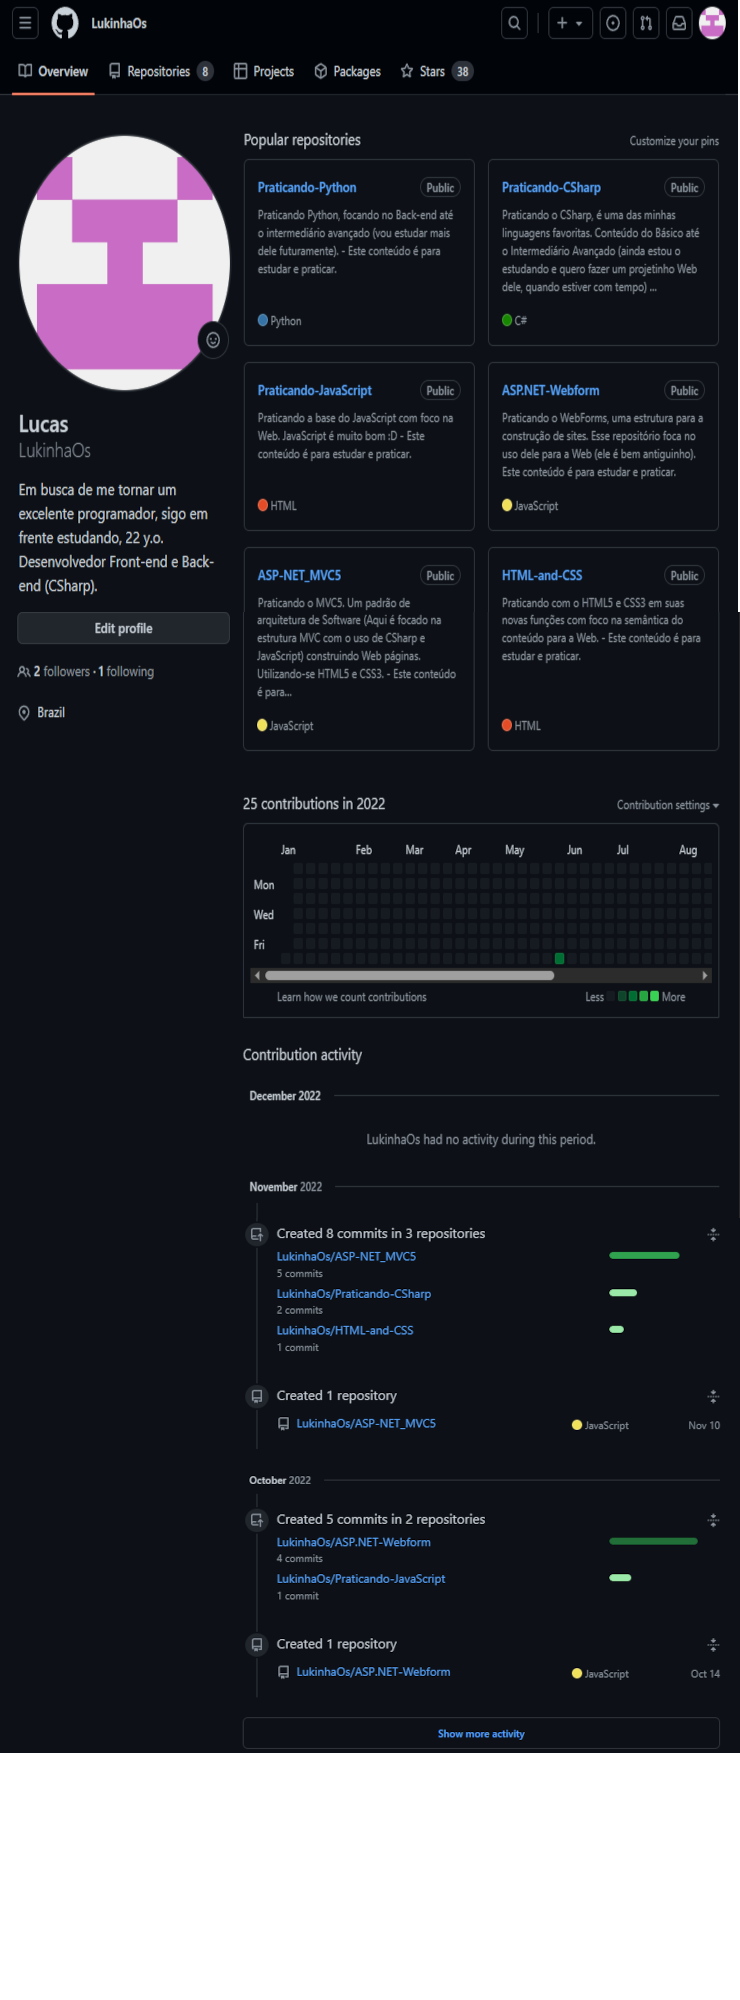 LukinhaOs
Overview
Repositories 8
Projects
Packages
Stars 38
Lucas
LukinhaOs
Em busca de me tornar um
excelente programador, sigo em
frente estudando, 22 y.o.
Desenvolvedor Front-end e Back-
end (CSharp).
Edit profile
2 followers · 1 following
Brazil
Popular repositories
Customize your pins
Praticando-Python
Public
Praticando Python, focando no Back-end até
o intermediário avançado (vou estudar mais
dele futuramente). - Este conteúdo é para
estudar e praticar.
Python
Praticando-CSharp
Public
Praticando o CSharp, é uma das minhas
linguagens favoritas. Conteúdo do Básico até
o Intermediário Avançado (ainda estou o
estudando e quero fazer um projetinho Web
dele, quando estiver com tempo) ...
C#
Praticando-JavaScript
Public
Praticando a base do JavaScript com foco na
Web. JavaScript é muito bom :D - Este
conteúdo é para estudar e praticar.
HTML
ASP.NET-Webform
Public
Praticando o WebForms, uma estrutura para a
construção de sites. Esse repositório foca no
uso dele para a Web (ele é bem antiguinho).
Este conteúdo é para estudar e praticar.
JavaScript
ASP-NET_MVC5
Public
Praticando o MVC5. Um padrão de
arquitetura de Software (Aqui é focado na
estrutura MVC com o uso de CSharp e
JavaScript) construindo Web páginas.
Utilizando-se HTML5 e CSS3. - Este conteúdo
é para...
JavaScript
HTML-and-CSS
Public
Praticando com o HTML5 e CSS3 em suas
novas funções com foco na semântica do
conteúdo para a Web. - Este conteúdo é para
estudar e praticar.
HTML
25 contributions in 2022
Contribution settings
Jan Feb Mar Apr May Jun Jul Aug
Mon
Wed
Fri
Learn how we count contributions
Less More
Contribution activity
December 2022
LukinhaOs had no activity during this period.
November 2022
Created 8 commits in 3 repositories
LukinhaOs/ASP-NET_MVC5
5 commits
LukinhaOs/Praticando-CSharp
2 commits
LukinhaOs/HTML-and-CSS
1 commit
Created 1 repository
LukinhaOs/ASP-NET_MVC5 JavaScript Nov 10
October 2022
Created 5 commits in 2 repositories
LukinhaOs/ASP.NET-Webform
4 commits
LukinhaOs/Praticando-JavaScript
1 commit
Created 1 repository
LukinhaOs/ASP.NET-Webform JavaScript Oct 14
Show more activity